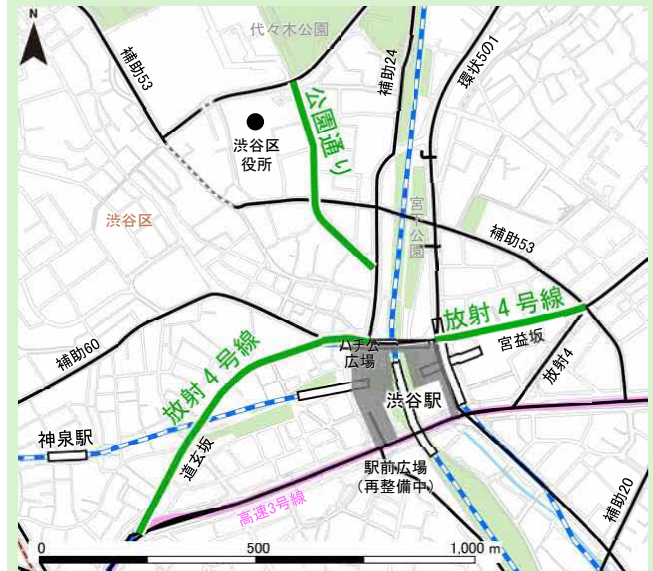 N
代々木公園
補助53
補助24
環状5の1
公園通り
渋谷区
役所
渋谷区
宮下公園
補助53
放射4号線
宮益坂
放射4
補助60
放射4号線
ハチ公
広場
渋谷駅
神泉駅
道玄坂
駅前広場
(再整備中)
高速3号線
補助20
0 500 1,000 m